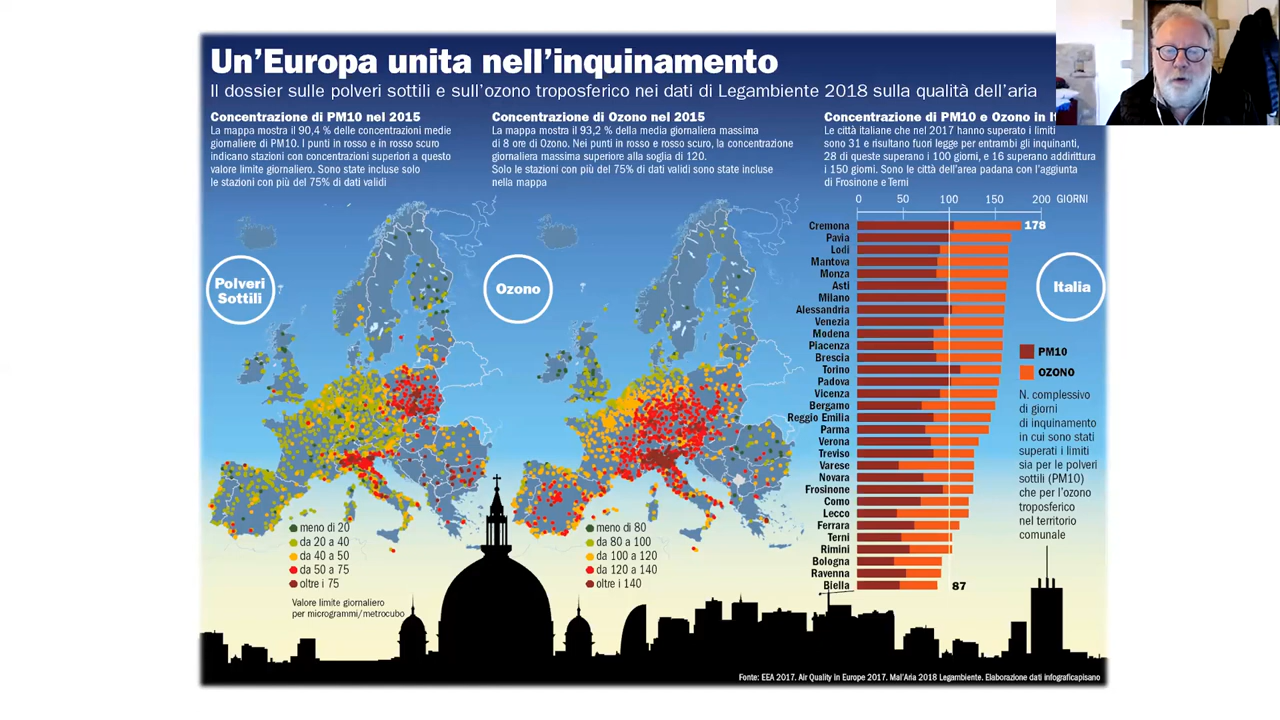 Un'Europa unita nell'inquinamento
Il dossier sulle polveri sottili e sull'ozono troposferico nei dati di Legambiente 2018 sulla qualità dell'aria
Concentrazione di PM10 nel 2015
La mappa mostra il 90,4 % delle concentrazioni medie
giornaliere di PM10. I punti in rosso e in rosso scuro
indicano stazioni con concentrazioni superiori a questo
valore limite giornaliero. Sono state incluse solo
le stazioni con più del 75% di dati validi
Concentrazione di Ozono nel 2015
La mappa mostra il 93,2 % della media giornaliera massima
di 8 ore di Ozono. Nei punti in rosso e rosso scuro, la concentrazione
giornaliera massima superiore alla soglia di 120.
Solo le stazioni con più del 75% dei dati validi sono state incluse
nella mappa
Concentrazione di PM10 e Ozono in
Le città italiane che nel 2017 hanno superato i limiti
sono 31 e risultano fuori legge per entrambi gli inquinanti,
28 di queste superano i 100 giorni, e 16 superano addirittura
i 150 giorni. Sono le città dell'area padana con l'aggiunta
di Frosinone e Terni
Polveri
Sottili
meno di 20
da 20 a 40
da 40 a 50
da 50 a 75
oltre i 75
Valore limite giornaliero
per microgrammi/metrocubo
Ozono
meno di 80
da 80 a 100
da 100 a 120
da 120 a 140
oltre i 140
0 50 100 150 200 GIORNI
Cremona 178
Pavia
Lodi
Mantova
Monza
Asti
Milano
Alessandria
Venezia
Modena
Piacenza
Brescia
Torino
Padova
Vicenza
Bergamo
Reggio Emilia
Parma
Verona
Treviso
Varese
Novara
Frosinone
Como
Lecco
Ferrara
Terni
Rimini
Bologna
Ravenna
Biella 87
Italia
PM10
OZONO
N. complessivo
di giorni
di inquinamento
in cui sono stati
superati i limiti
sia per le polveri
sottili (PM10)
che per l'ozono
troposferico
nel territorio
comunale
Fonte: EEA 2017. Air Quality in Europe 2017. Mal'Aria 2018 Legambiente. Elaborazione dati infograficapisano